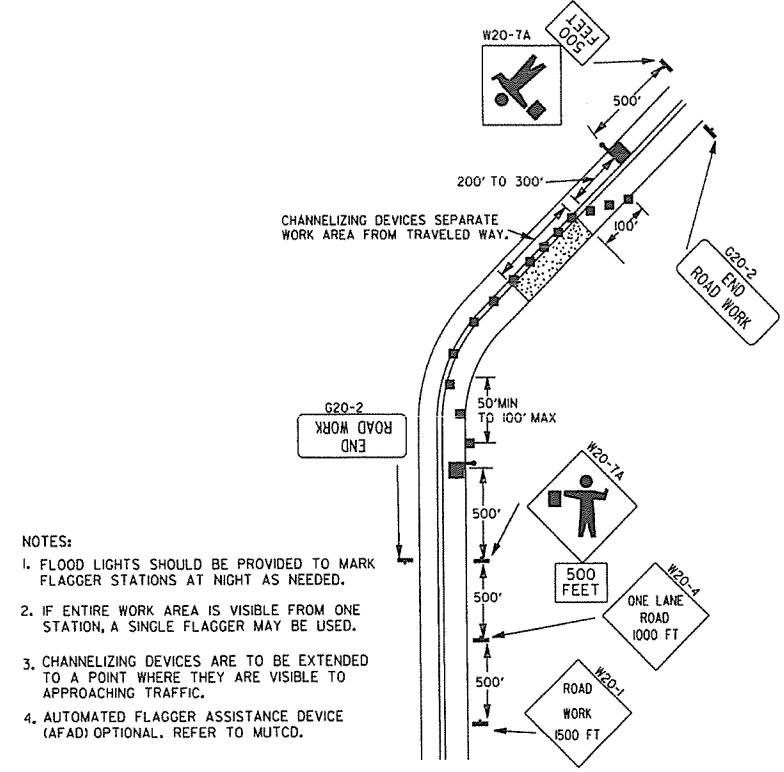 W20-7A
500
FEET
500'
200' TO 300'
CHANNELIZING DEVICES SEPARATE
WORK AREA FROM TRAVELED WAY.
100'
G20-2
END
ROAD WORK
G20-2
END
ROAD WORK
50'MIN
TO 100' MAX
W20-7A
500'
500
FEET
500'
W20-4
ONE LANE
ROAD
1000 FT
500'
W20-1
ROAD
WORK
1500 FT
NOTES:
1. FLOOD LIGHTS SHOULD BE PROVIDED TO MARK
FLAGGER STATIONS AT NIGHT AS NEEDED.
2. IF ENTIRE WORK AREA IS VISIBLE FROM ONE
STATION, A SINGLE FLAGGER MAY BE USED.
3. CHANNELIZING DEVICES ARE TO BE EXTENDED
TO A POINT WHERE THEY ARE VISIBLE TO
APPROACHING TRAFFIC.
4. AUTOMATED FLAGGER ASSISTANCE DEVICE
(AFAD) OPTIONAL. REFER TO MUTCD.